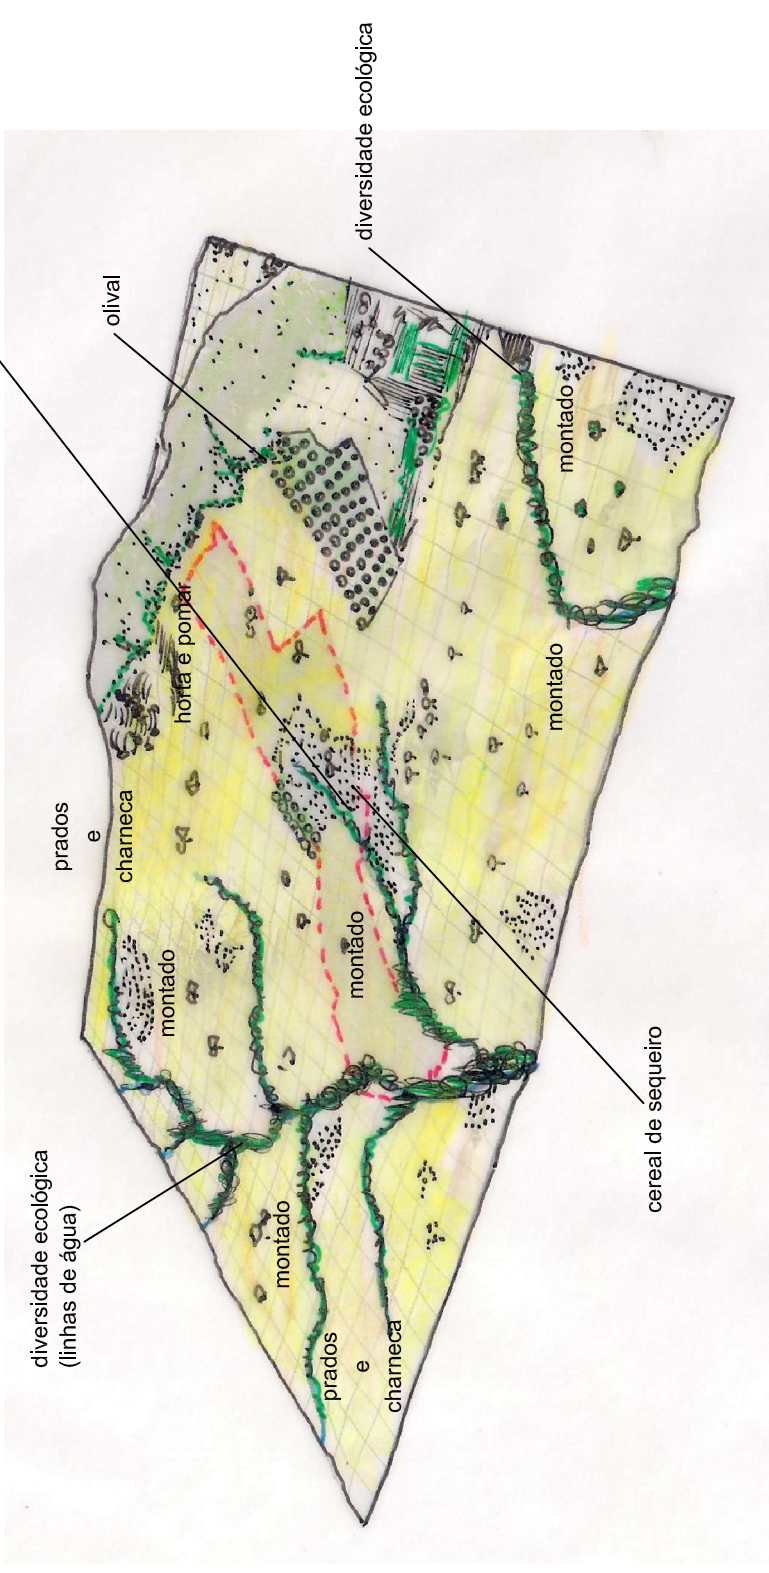 diversidade ecológica
(linhas de água)
prados
e
charneca
olival
diversidade ecológica
horta e pomar
montado
montado
montado
montado
montado
prados
e
charneca
cereal de sequeiro